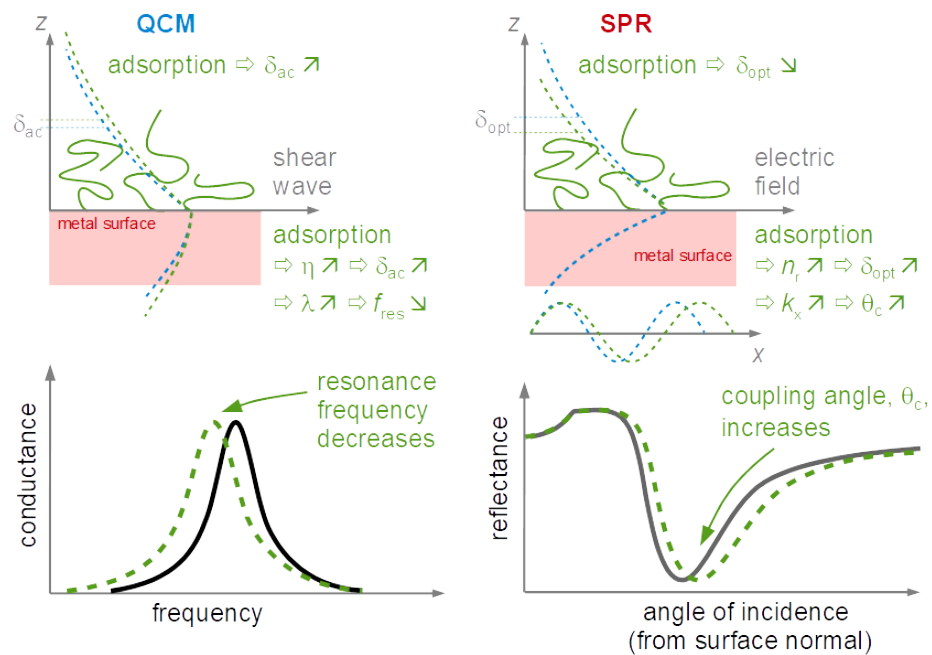 QCM
z
adsorption ⇨ δac ↗
δac
shear
wave
metal surface
adsorption
⇨ η ↗ ⇨ δac ↗
⇨ λ ↗ ⇨ fres ↘
SPR
z
adsorption ⇨ δopt ↘
δopt
electric
field
metal surface
adsorption
⇨ nr ↗ ⇨ δopt ↗
⇨ kx ↗ ⇨ θc ↗
x
conductance
resonance
frequency
decreases
frequency
reflectance
coupling angle, θc,
increases
angle of incidence
(from surface normal)